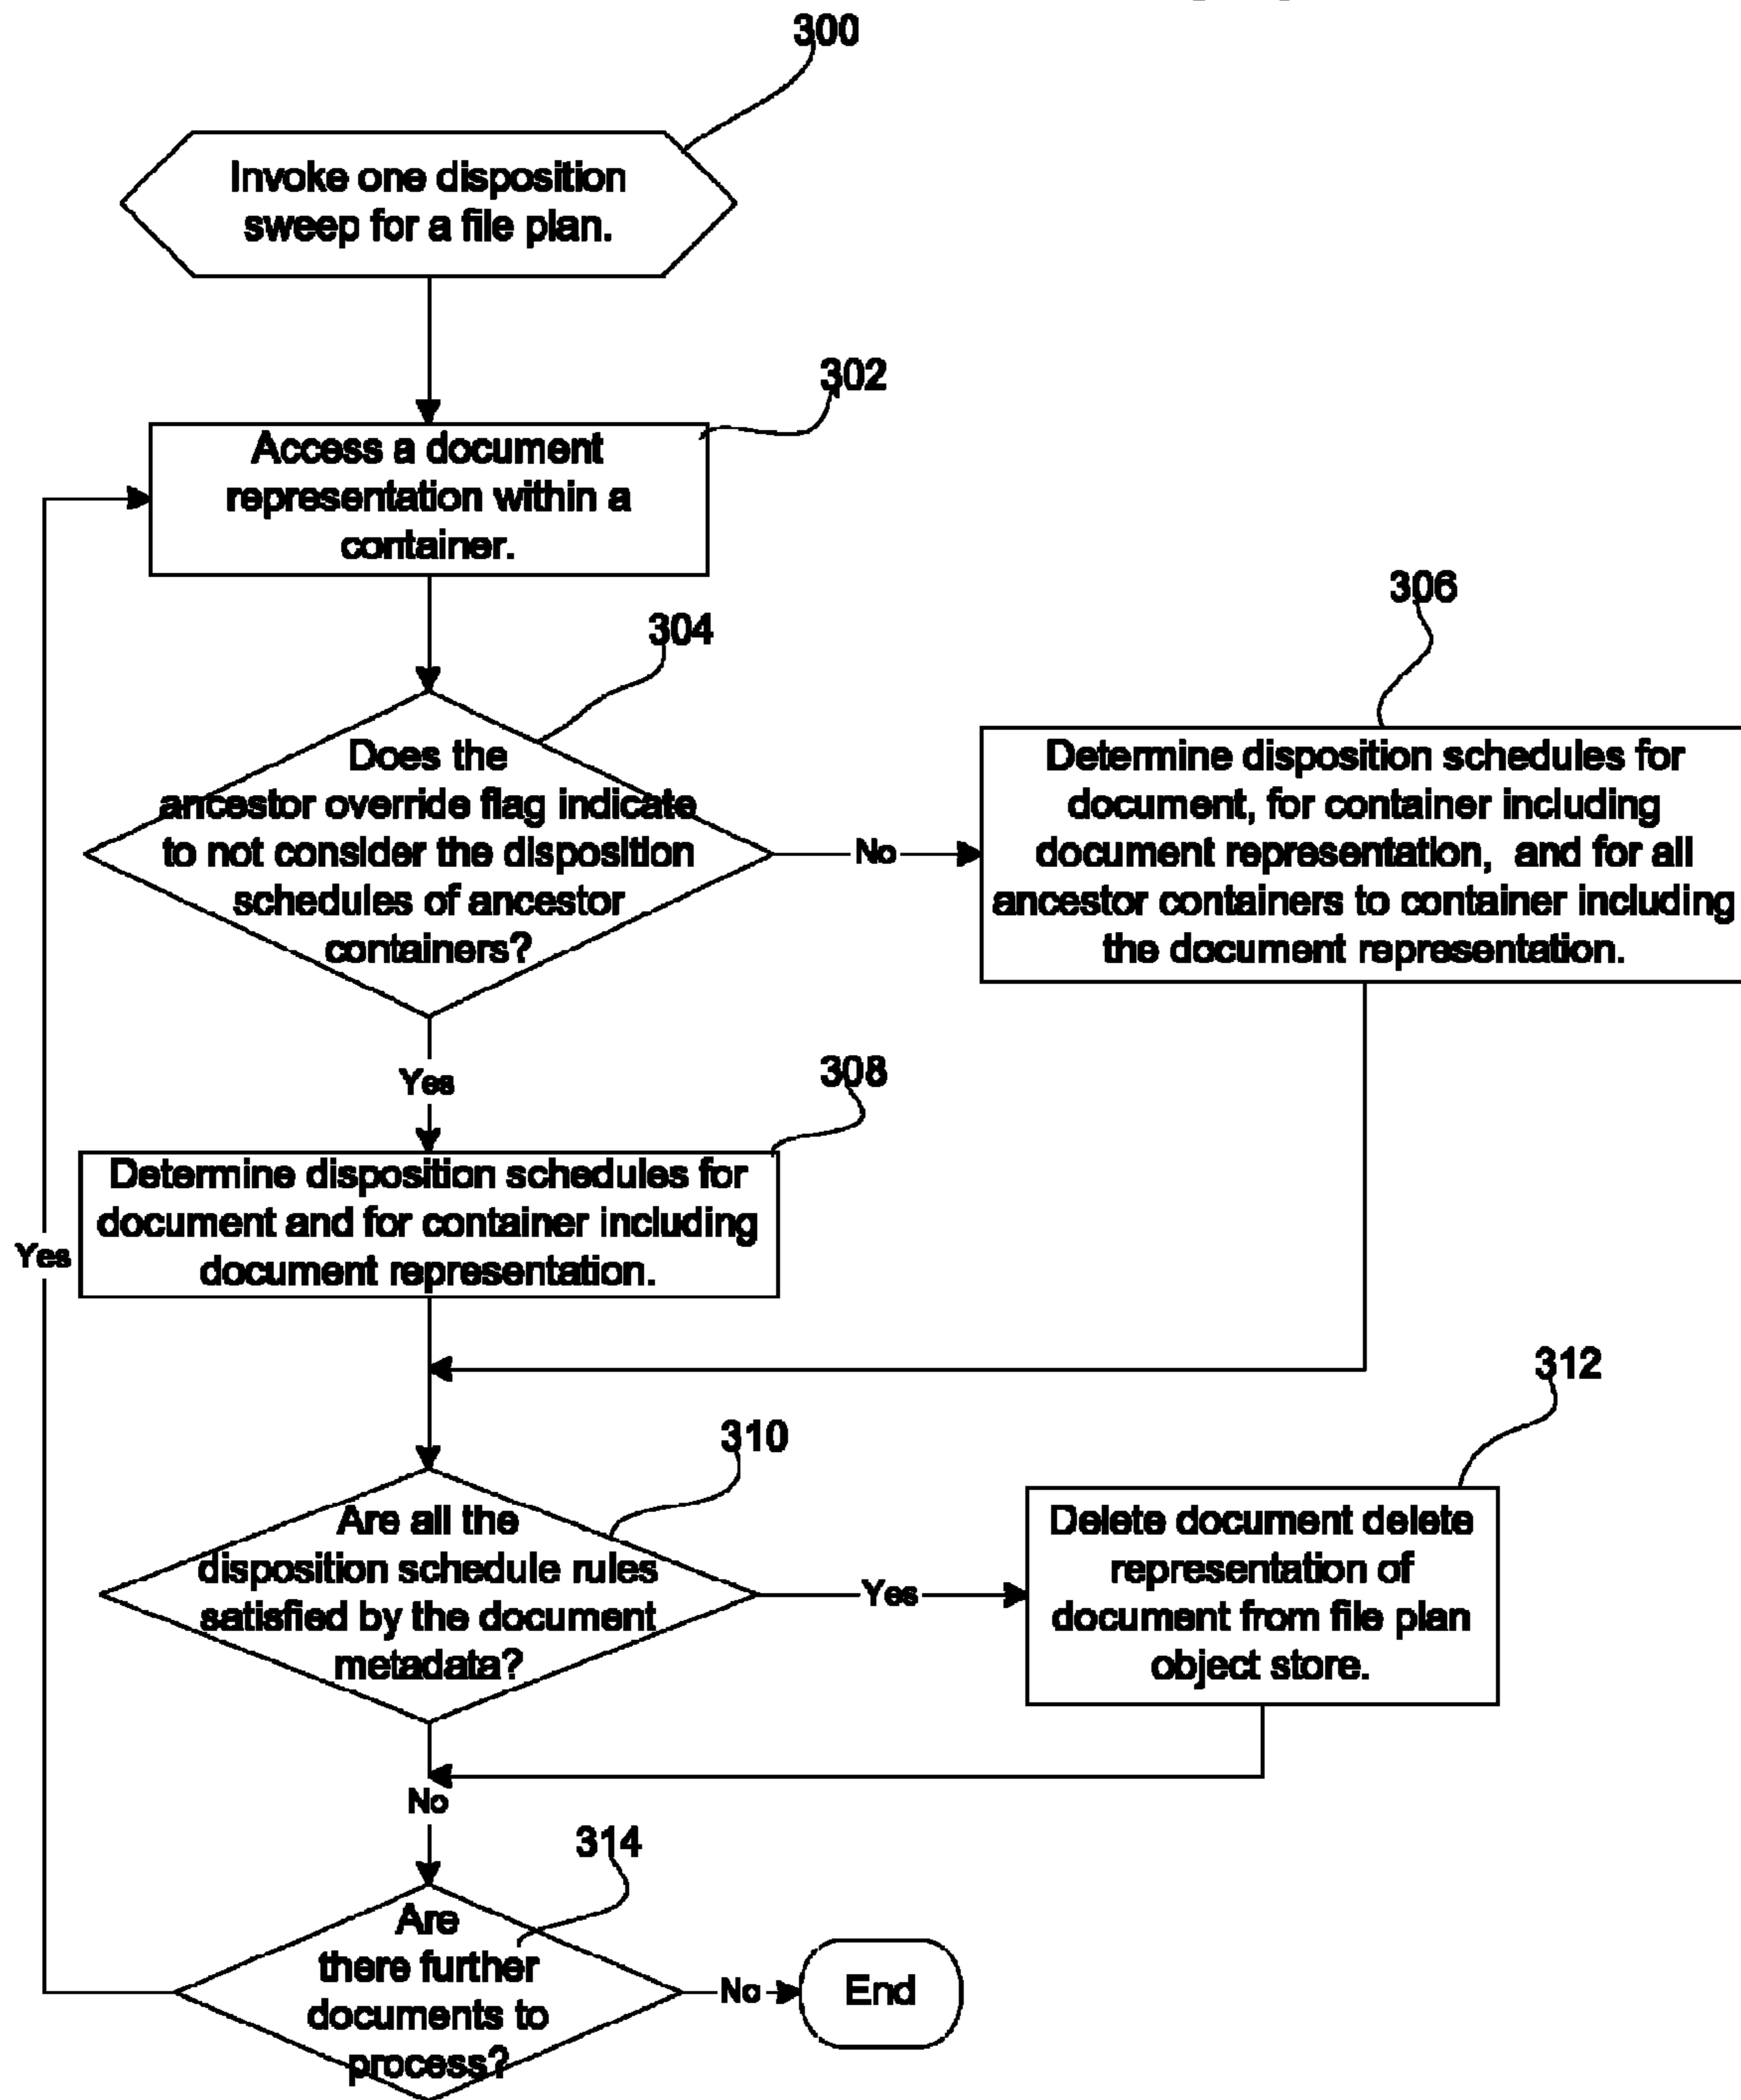 300
Invoke one disposition
sweep for a file plan.
302
Access a document
representation within a
container.
304
Does the
ancestor override flag indicate
to not consider the disposition
schedules of ancestor
containers?
No
306
Determine disposition schedules for
document, for container including
document representation, and for all
ancestor containers to container including
the document representation.
Yes
308
Determine disposition schedules for
document and for container including
document representation.
Yes
310
Are all the
disposition schedule rules
satisfied by the document
metadata?
Yes
312
Delete document delete
representation of
document from file plan
object store.
No
314
Are
there further
documents to
process?
No
End